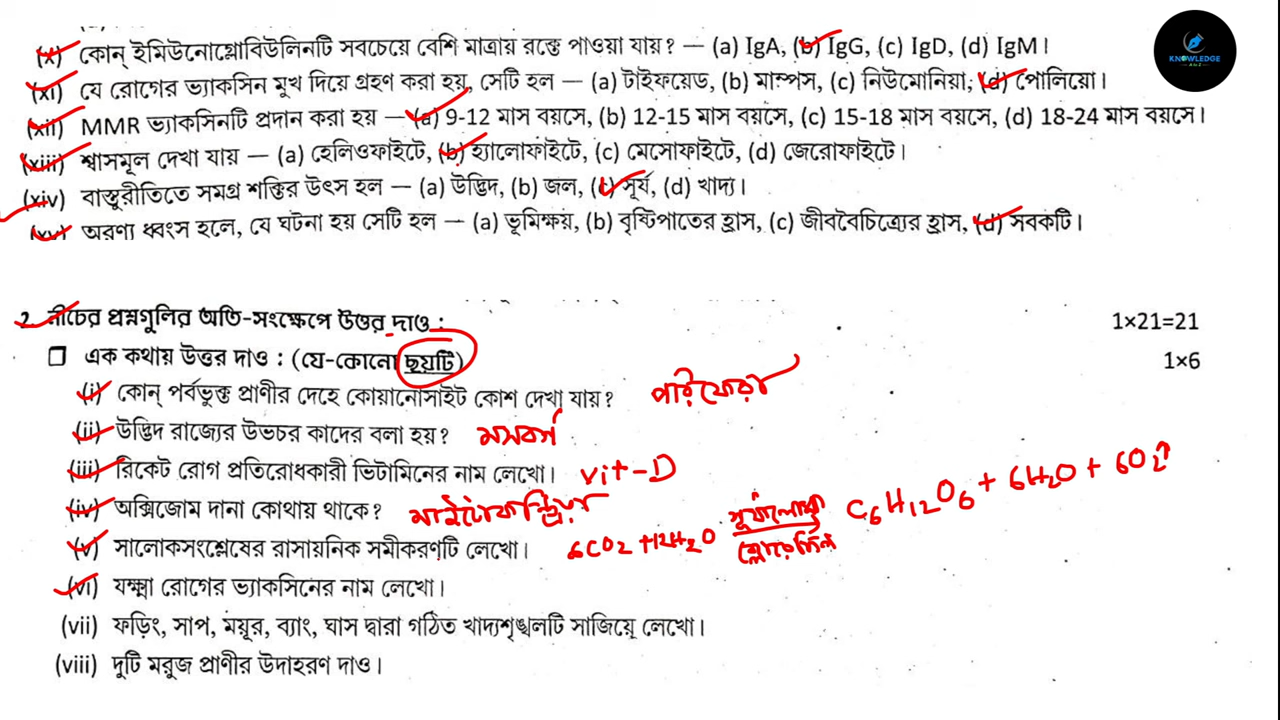 KNOWLEDGE
(x) কোন্ ইমিউনোগ্লোবিউলিনটি সবচেয়ে বেশি মাত্রায় রক্তে পাওয়া যায়? — (a) IgA, (b) IgG, (c) IgD, (d) IgM।
(xi) যে রোগের ভ্যাকসিন মুখ দিয়ে গ্রহণ করা হয়, সেটি হল — (a) টাইফয়েড, (b) মাম্পস, (c) নিউমোনিয়া, (d) পোলিয়ো।
(xii) MMR ভ্যাকসিনটি প্রদান করা হয় — (a) 9-12 মাস বয়সে, (b) 12-15 মাস বয়সে, (c) 15-18 মাস বয়সে, (d) 18-24 মাস বয়সে।
(xiii) শ্বাসমূল দেখা যায় — (a) হেলিওফাইটে, (b) হ্যালোফাইটে, (c) মেসোফাইটে, (d) জেরোফাইটে।
(xiv) বাস্তুরীতিতে সমগ্র শক্তির উৎস হল — (a) উদ্ভিদ, (b) জল, (c) সূর্য, (d) খাদ্য।
(xv) অরণ্য ধ্বংস হলে, যে ঘটনা হয় সেটি হল — (a) ভূমিক্ষয়, (b) বৃষ্টিপাতের হ্রাস, (c) জীববৈচিত্র্যের হ্রাস, (d) সবকটি।
2. নীচের প্রশ্নগুলির অতি-সংক্ষেপে উত্তর দাও : 1×21=21
এক কথায় উত্তর দাও : (যে-কোনো ছয়টি) 1×6
(i) কোন্ পর্বভুক্ত প্রাণীর দেহে কোয়ানোসাইট কোশ দেখা যায়? পরিফেরা
(ii) উদ্ভিদ রাজ্যের উভচর কাদের বলা হয়? মসবর্গ
(iii) রিকেট রোগ প্রতিরোধকারী ভিটামিনের নাম লেখো। vit-D
(iv) অক্সিজোম দানা কোথায় থাকে? মাইটোকন্ড্রিয়া
(v) সালোকসংশ্লেষের রাসায়নিক সমীকরণটি লেখো। 6CO2 + 12H2O সূর্যালোক ক্লোরোফিল C6H12O6 + 6H2O + 6O2↑
(vi) যক্ষ্মা রোগের ভ্যাকসিনের নাম লেখো।
(vii) ফড়িং, সাপ, ময়ূর, ব্যাং, ঘাস দ্বারা গঠিত খাদ্যশৃঙ্খলটি সাজিয়ে লেখো।
(viii) দুটি মরুজ প্রাণীর উদাহরণ দাও।